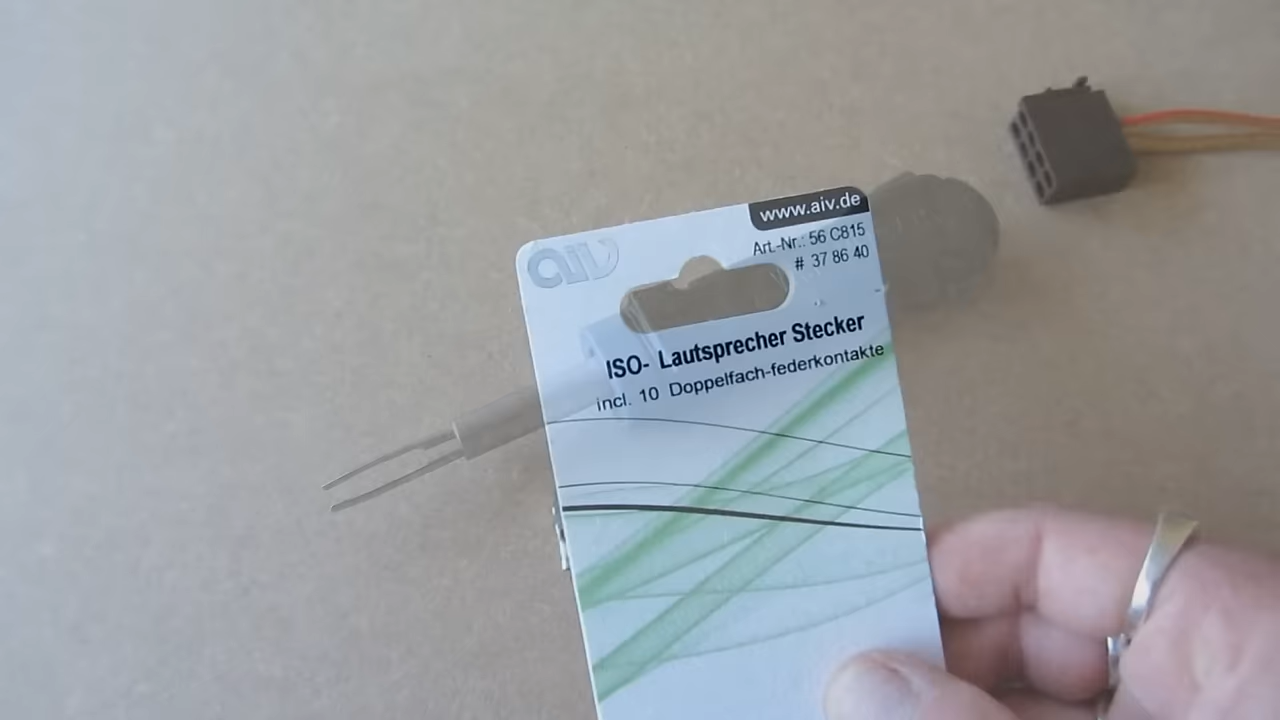 www.aiv.de
aiv
Art.-Nr.: 56 C815
# 37 86 40
ISO- Lautsprecher Stecker
incl. 10 Doppelfach-federkontakte